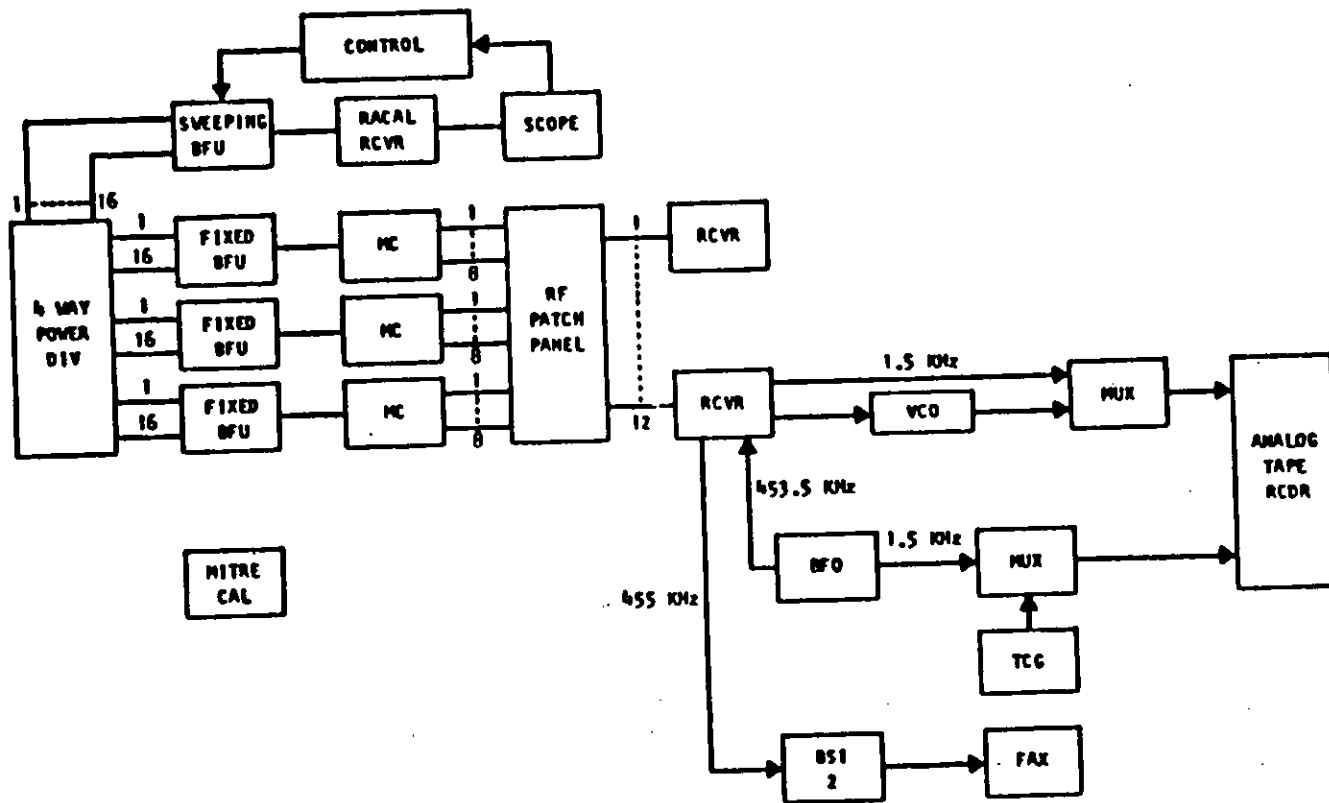 CONTROL
SWEEPING
BFU
RACAL
RCVR
SCOPE
1
16
4 WAY
POWER
DIV
1
16
FIXED
BFU
MC
1
8
1
16
FIXED
BFU
MC
1
8
1
16
FIXED
BFU
MC
1
8
RF
PATCH
PANEL
1
12
RCVR
RCVR
1.5 KHz
VCO
MUX
ANALOG
TAPE
RCDR
453.5 KHz
BFO
1.5 KHz
MUX
TCG
MITRE
CAL
455 KHz
BSI
2
FAX